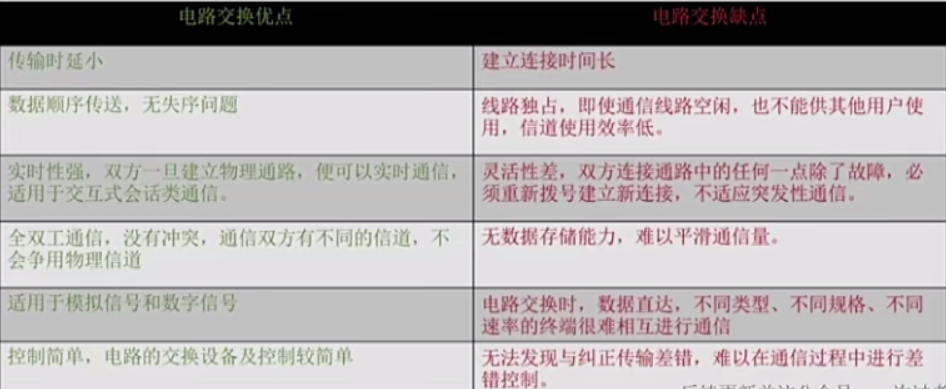 电路交换优点
电路交换缺点
传输时延小
建立连接时间长
数据顺序传送，无失序问题
线路独占，即使通信线路空闲，也不能供其他用户使
用，信道使用效率低。
实时性强，双方一旦建立物理通路，便可以实时通信，
适用于交互式会话类通信。
灵活性差，双方连接通路中的任何一点除了故障，必
须重新拨号建立新连接，不适应突发性通信。
全双工通信，没有冲突，通信双方有不同的信道，不
会争用物理信道
无数据存储能力，难以平滑通信量。
适用于模拟信号和数字信号
电路交换时，数据直达，不同类型、不同规格、不同
速率的终端很难相互进行通信
控制简单，电路的交换设备及控制较简单
无法发现与纠正传输差错，难以在通信过程中进行差
错控制。